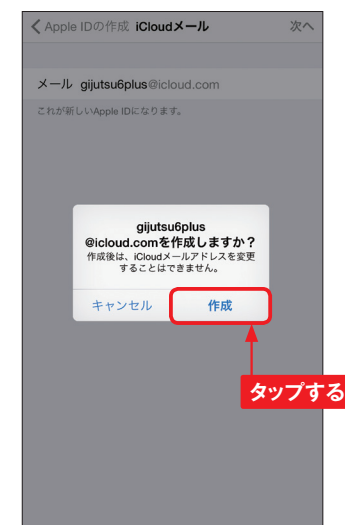 Apple IDの作成 iCloudメール 次へ
メール gijutsu6plus@icloud.com
これが新しいApple IDになります。
gijutsu6plus
@icloud.comを作成しますか？
作成後は、iCloudメールアドレスを変更
することはできません。
キャンセル 作成
タップする